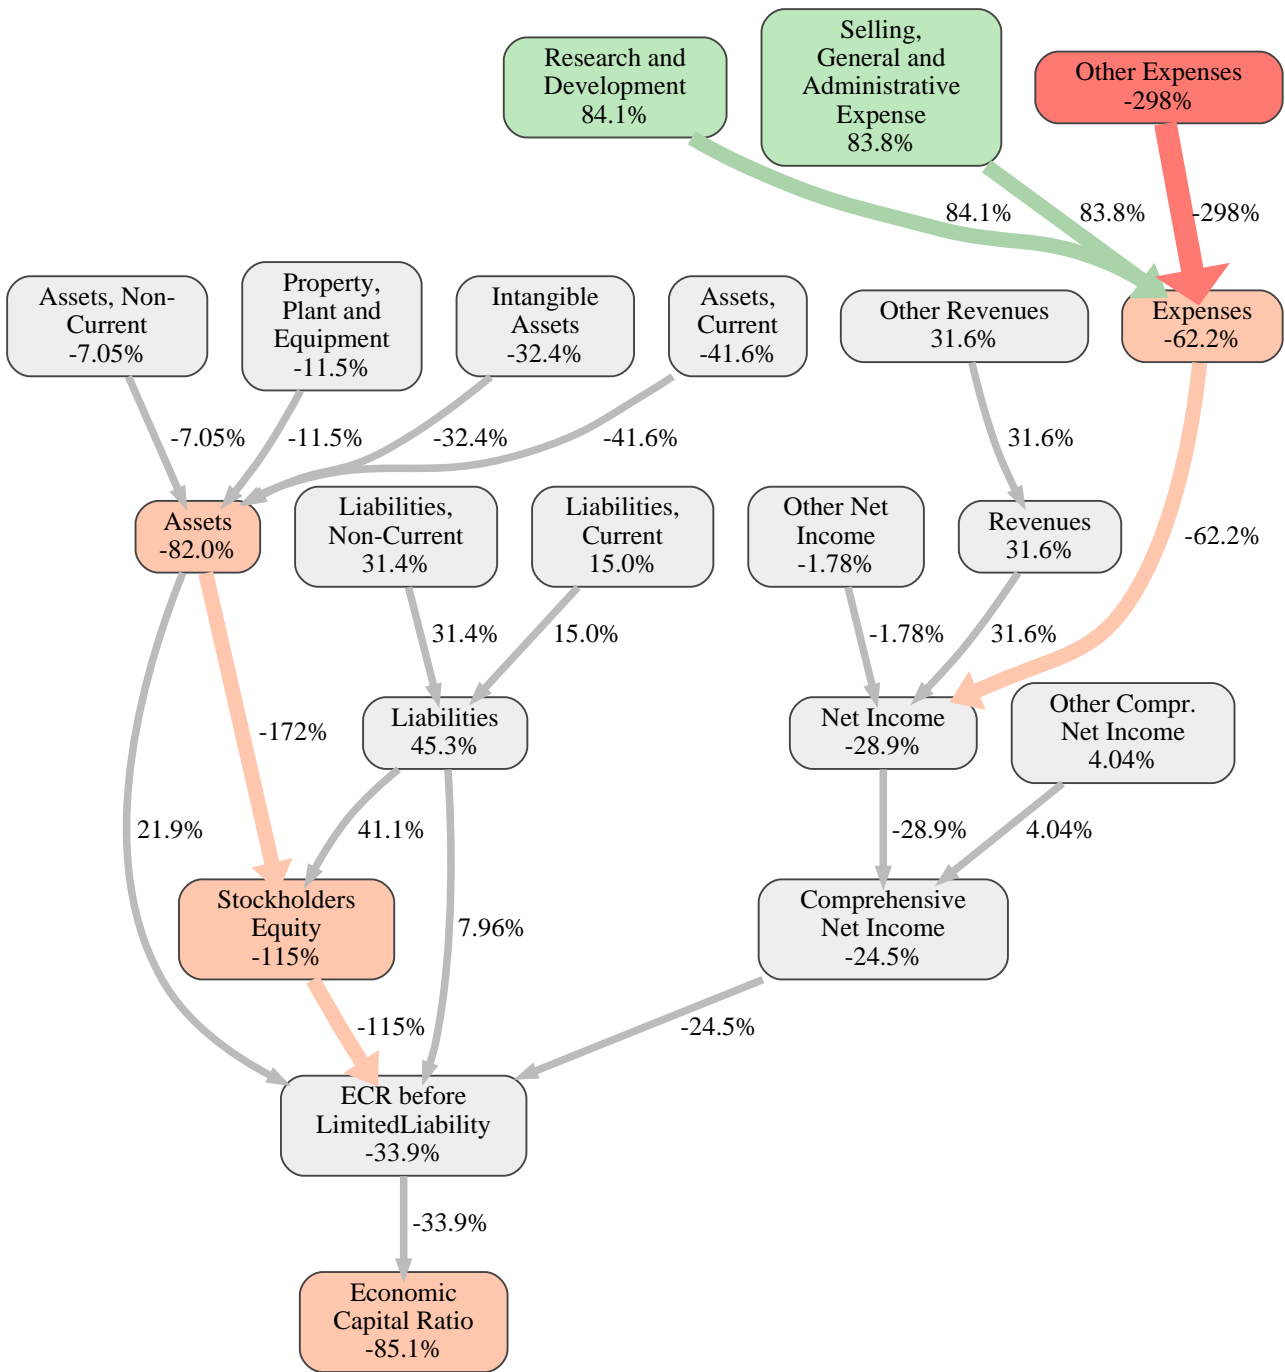 Research and
Development
84.1%
Selling,
General and
Administrative
Expense
83.8%
Other Expenses
-298%
84.1%
83.8%
-298%
Assets, Non-
Current
-7.05%
Property,
Plant and
Equipment
-11.5%
Intangible
Assets
-32.4%
Assets,
Current
-41.6%
Other Revenues
31.6%
Expenses
-62.2%
-7.05%
-11.5%
-32.4%
-41.6%
31.6%
-62.2%
Assets
-82.0%
Liabilities,
Non-Current
31.4%
Liabilities,
Current
15.0%
Other Net
Income
-1.78%
Revenues
31.6%
31.4%
15.0%
-1.78%
31.6%
-172%
Liabilities
45.3%
Net Income
-28.9%
Other Compr.
Net Income
4.04%
21.9%
41.1%
-28.9%
4.04%
Stockholders
Equity
-115%
7.96%
Comprehensive
Net Income
-24.5%
-115%
-24.5%
ECR before
LimitedLiability
-33.9%
-33.9%
Economic
Capital Ratio
-85.1%